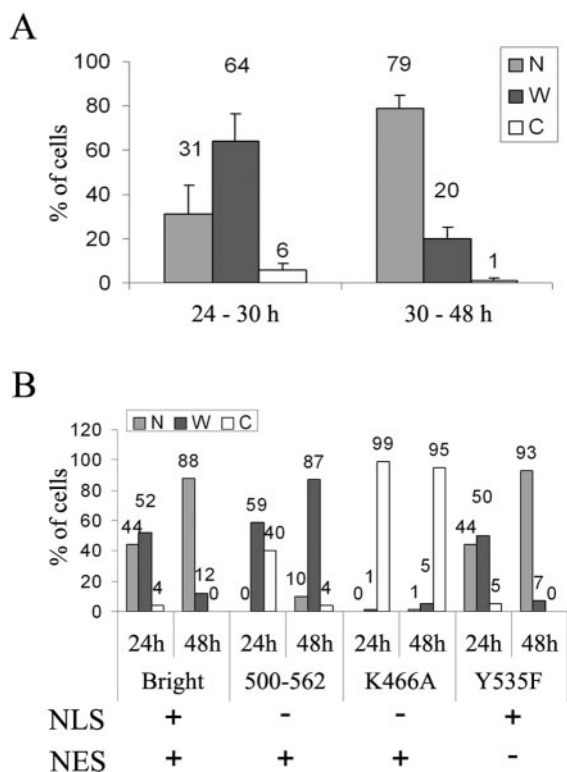 A
% of cells
100
80
60
40
20
0
31
64
6
79
20
1
N
W
C
24 - 30 h
30 - 48 h
B
N W C
% of cells
120
100
80
60
40
20
0
44 52 4 88 12 0
0 59 40 10 87 4
0 1 99 1 5 95
44 50 5 93 7 0
24h 48h 24h 48h 24h 48h 24h 48h
Bright 500-562 K466A Y535F
NLS + - - +
NES + + + -